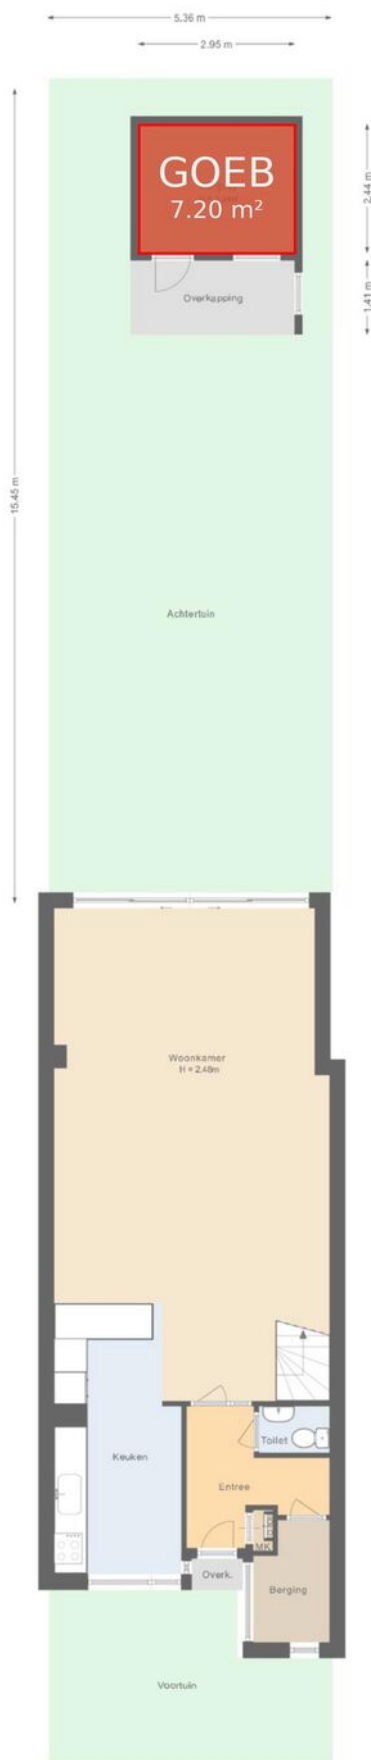 5.36 m
2.95 m
GOEB
7.20 m²
2.44 m
Overkapping
1.41 m
15.45 m
Achtertuin
Woonkamer
H = 2.48m
Keuken
Toilet
Entree
MK
Overk.
Berging
Voortuin